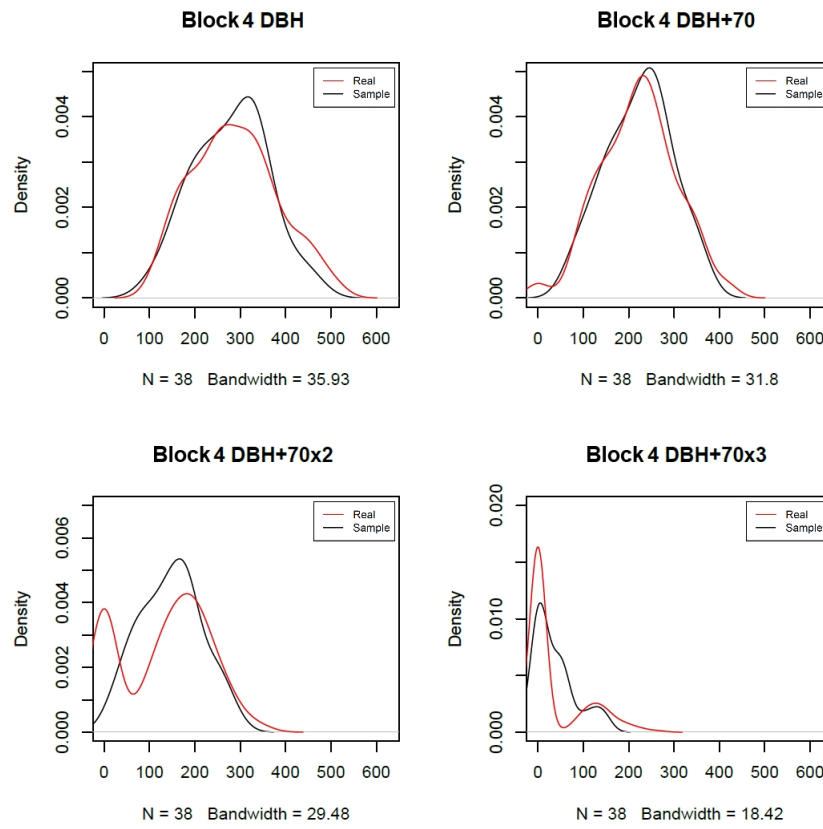 Block 4 DBH
Density
0.000 0.002 0.004
Real
Sample
0 100 200 300 400 500 600
N = 38 Bandwidth = 35.93
Block 4 DBH+70
Density
0.000 0.002 0.004
Real
Sample
0 100 200 300 400 500 600
N = 38 Bandwidth = 31.8
Block 4 DBH+70x2
Density
0.000 0.002 0.004 0.006
Real
Sample
0 100 200 300 400 500 600
N = 38 Bandwidth = 29.48
Block 4 DBH+70x3
Density
0.000 0.010 0.020
Real
Sample
0 100 200 300 400 500 600
N = 38 Bandwidth = 18.42